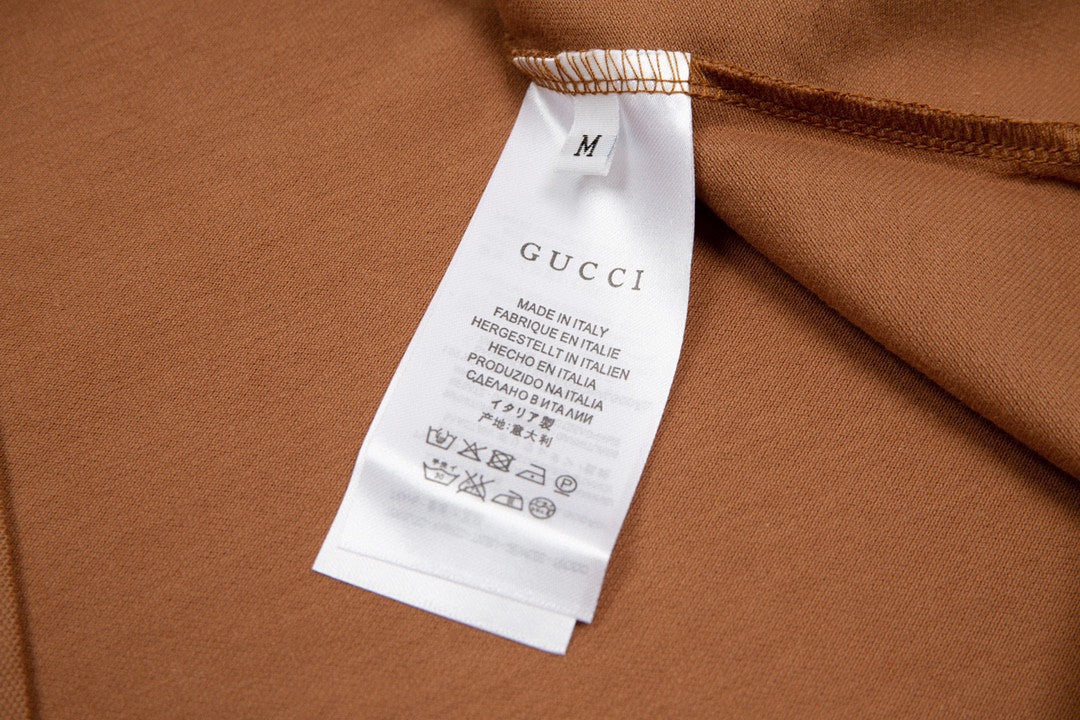 M
GUCCI
MADE IN ITALY
FABRIQUE EN ITALIE
HERGESTELLT IN ITALIEN
HECHO EN ITALIA
PRODUZIDO NA ITALIA
СДЕЛАНО В ИТАЛИИ
イタリア製
产地:意大利
P